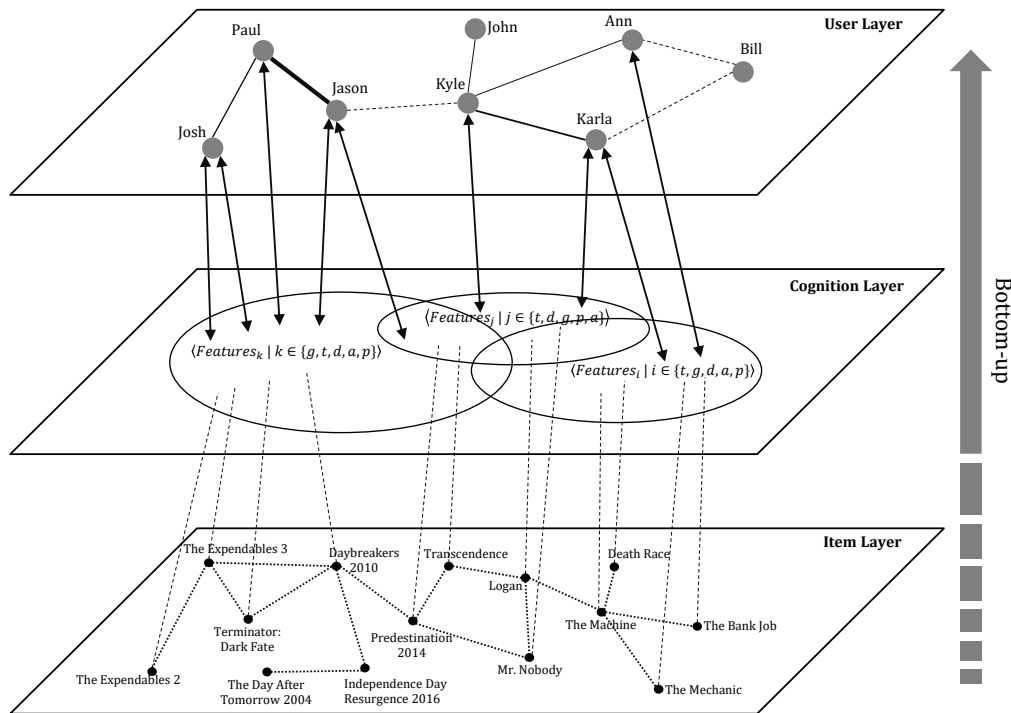 User Layer
Paul
John
Ann
Bill
Jason
Kyle
Josh
Karla
Cognition Layer
⟨Features_j | j ∈ {t, d, g, p, a}⟩
⟨Features_k | k ∈ {g, t, d, a, p}⟩
⟨Features_i | i ∈ {t, g, d, a, p}⟩
Bottom-up
Item Layer
The Expendables 3
Daybreakers
2010
Transcendence
Death Race
Logan
Terminator:
Dark Fate
Predestination
2014
The Machine
The Bank Job
Mr. Nobody
The Expendables 2
The Day After
Tomorrow 2004
Independence Day
Resurgence 2016
The Mechanic